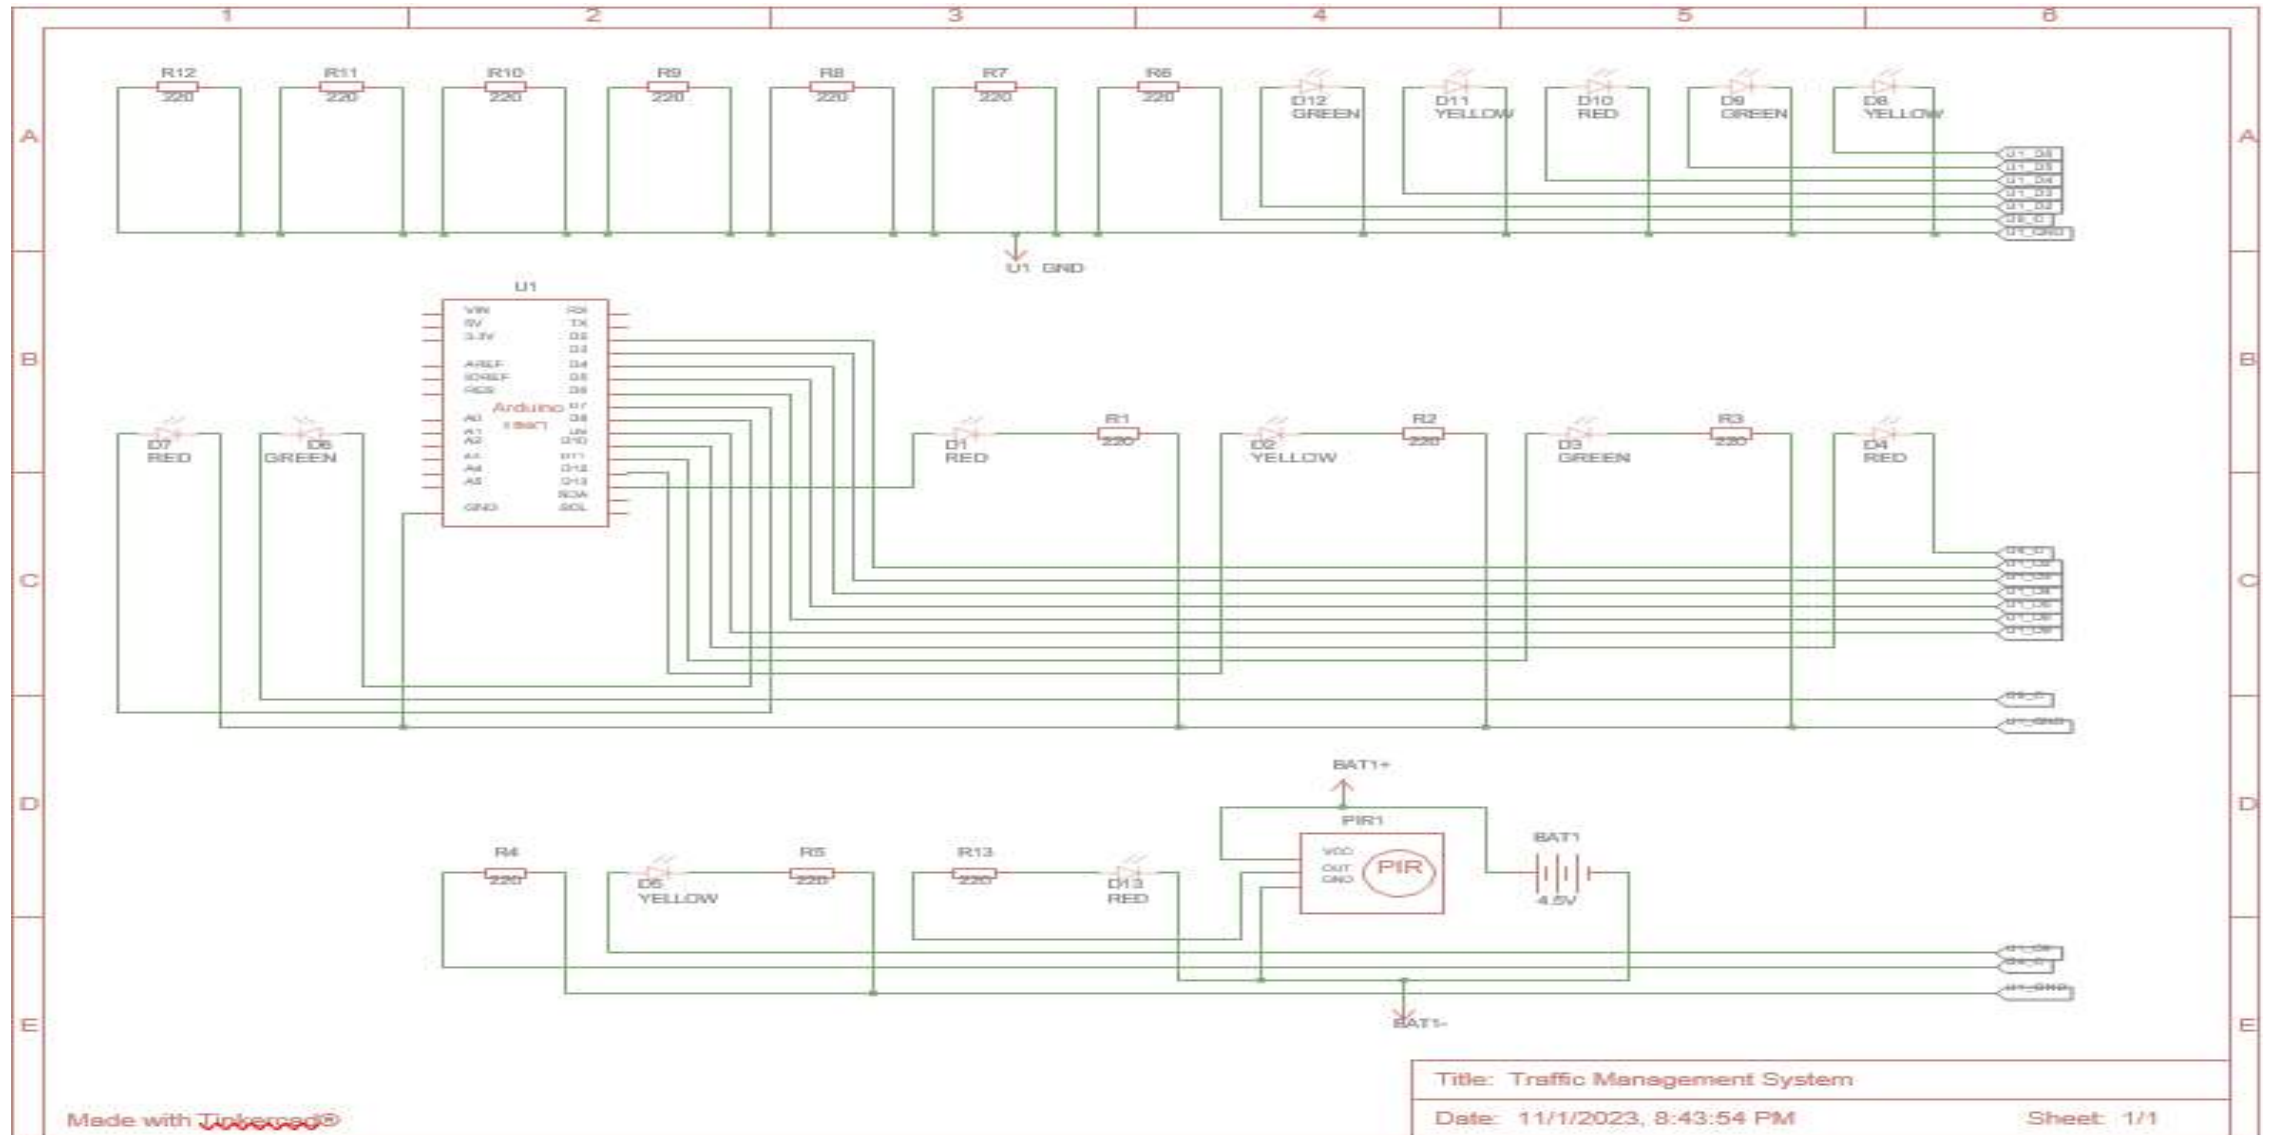 1 2 3 4 5 6
R12 R11 R10 R9 R8 R7 R6
220 220 220 220 220 220 220
D12 D11 D10 D9 D8
GREEN YELLOW RED GREEN YELLOW
A A
U1_D2
U1_GND
U1 GND
U1
VIN RX
5V TX
3.3V D2
D3
B AREF D4 B
IOREF D5
RES D6
Arduino D7
A0 D8
A1
A2 D10
D11
A4 D12
A5 D13
SDA
GND SCL
R1 R2 R3
220 220 220
D7 D6 D1 D2 D3 D4
RED GREEN RED YELLOW GREEN RED
C C
U1_GND
BAT1+
D D
PIR1
BAT1
VCC
OUT
GND
PIR
4.5V
R4 R5 R13
220 220 220
D5 D13
YELLOW RED
U1_GND
BAT1-
E E
Title: Traffic Management System
Made with Tinkercad®
Date: 11/1/2023, 8:43:54 PM Sheet: 1/1